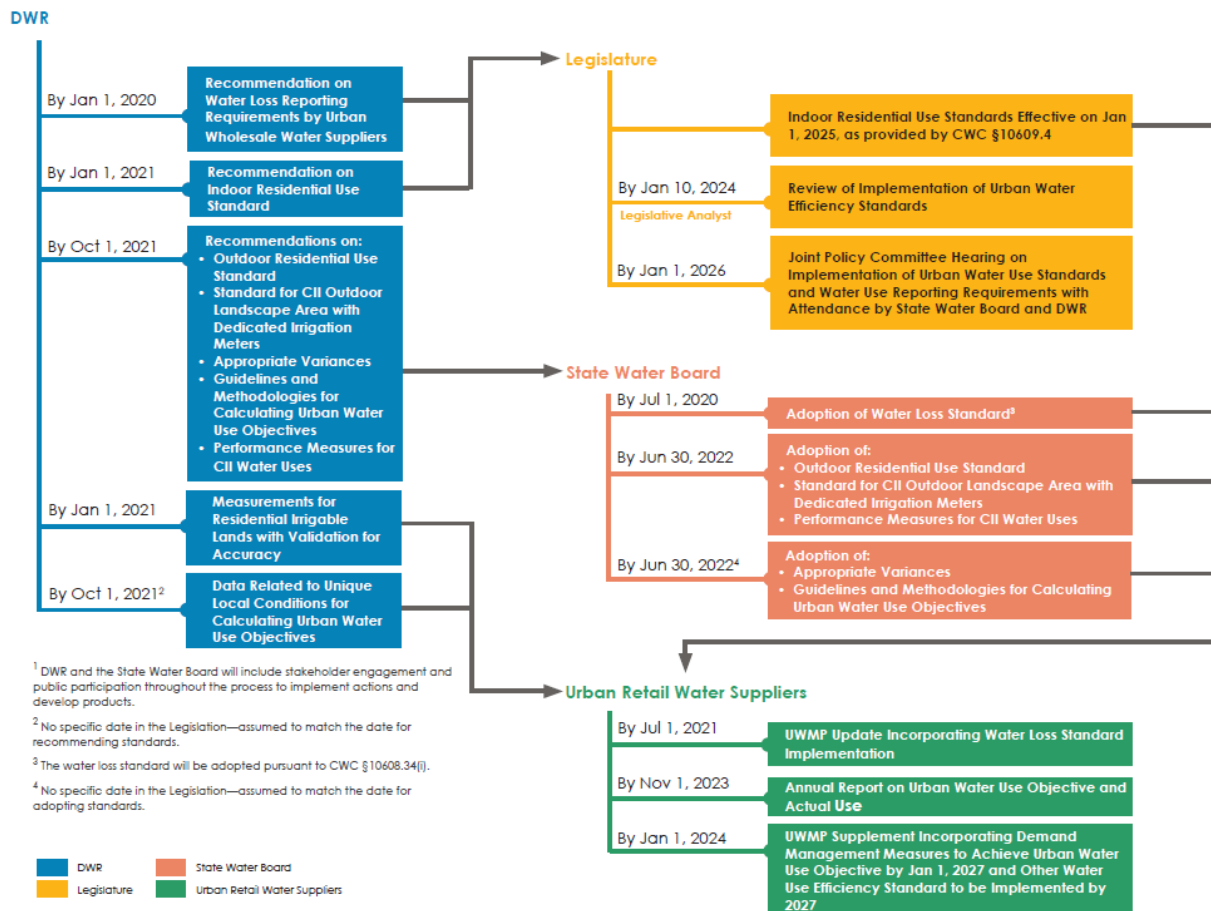 DWR
By Jan 1, 2020
Recommendation on
Water Loss Reporting
Requirements by Urban
Wholesale Water Suppliers
By Jan 1, 2021
Recommendation on
Indoor Residential Use
Standard
By Oct 1, 2021
Recommendations on:
• Outdoor Residential Use
Standard
• Standard for CII Outdoor
Landscape Area with
Dedicated Irrigation
Meters
• Appropriate Variances
• Guidelines and
Methodologies for
Calculating Urban Water
Use Objectives
• Performance Measures for
CII Water Uses
By Jan 1, 2021
Measurements for
Residential Irrigable
Lands with Validation for
Accuracy
By Oct 1, 2021²
Data Related to Unique
Local Conditions for
Calculating Urban Water
Use Objectives
Legislature
Indoor Residential Use Standards Effective on Jan
1, 2025, as provided by CWC §10609.4
By Jan 10, 2024
Legislative Analyst
Review of Implementation of Urban Water
Efficiency Standards
By Jan 1, 2026
Joint Policy Committee Hearing on
Implementation of Urban Water Use Standards
and Water Use Reporting Requirements with
Attendance by State Water Board and DWR
State Water Board
By Jul 1, 2020
Adoption of Water Loss Standard³
By Jun 30, 2022
Adoption of:
• Outdoor Residential Use Standard
• Standard for CII Outdoor Landscape Area with
Dedicated Irrigation Meters
• Performance Measures for CII Water Uses
By Jun 30, 2022⁴
Adoption of:
• Appropriate Variances
• Guidelines and Methodologies for Calculating
Urban Water Use Objectives
Urban Retail Water Suppliers
By Jul 1, 2021
UWMP Update Incorporating Water Loss Standard
Implementation
By Nov 1, 2023
Annual Report on Urban Water Use Objective and
Actual Use
By Jan 1, 2024
UWMP Supplement Incorporating Demand
Management Measures to Achieve Urban Water
Use Objective by Jan 1, 2027 and Other Water
Use Efficiency Standard to be Implemented by
2027
¹ DWR and the State Water Board will include stakeholder engagement and
public participation throughout the process to implement actions and
develop products.
² No specific date in the Legislation—assumed to match the date for
recommending standards.
³ The water loss standard will be adopted pursuant to CWC §10608.34(i).
⁴ No specific date in the Legislation—assumed to match the date for
adopting standards.
DWR
State Water Board
Legislature
Urban Retail Water Suppliers